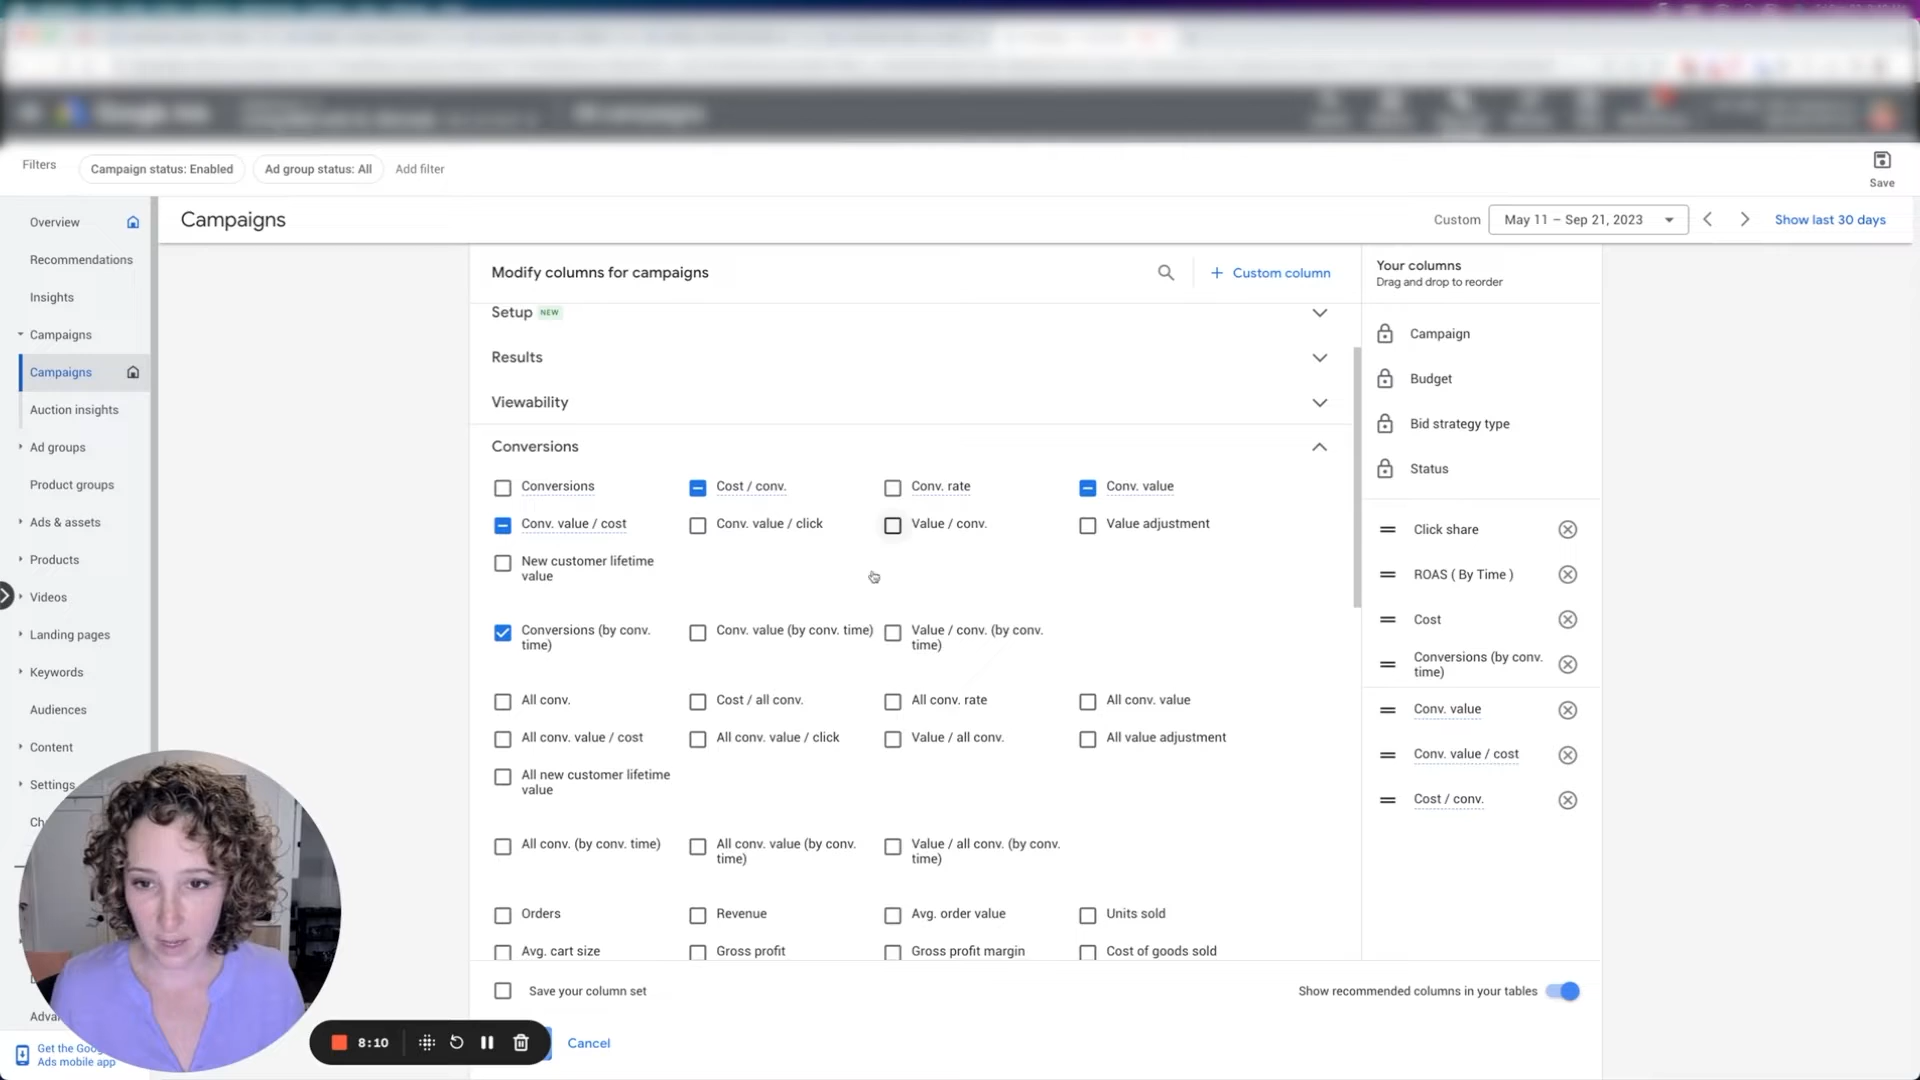 Filters
Campaign status: Enabled
Ad group status: All
Add filter
Save
Overview
Recommendations
Insights
Campaigns
Campaigns
Auction insights
Ad groups
Product groups
Ads & assets
Products
Videos
Landing pages
Keywords
Audiences
Content
Settings
Get the Goo
Ads mobile app
Campaigns
Custom
May 11 – Sep 21, 2023
Show last 30 days
Modify columns for campaigns
Custom column
Setup NEW
Results
Viewability
Conversions
Conversions
Cost / conv.
Conv. rate
Conv. value
Conv. value / cost
Conv. value / click
Value / conv.
Value adjustment
New customer lifetime
value
Conversions (by conv.
time)
Conv. value (by conv. time)
Value / conv. (by conv.
time)
All conv.
Cost / all conv.
All conv. rate
All conv. value
All conv. value / cost
All conv. value / click
Value / all conv.
All value adjustment
All new customer lifetime
value
All conv. (by conv. time)
All conv. value (by conv.
time)
Value / all conv. (by conv.
time)
Orders
Revenue
Avg. order value
Units sold
Avg. cart size
Gross profit
Gross profit margin
Cost of goods sold
Save your column set
Show recommended columns in your tables
8:10
Cancel
Your columns
Drag and drop to reorder
Campaign
Budget
Bid strategy type
Status
Click share
ROAS ( By Time )
Cost
Conversions (by conv.
time)
Conv. value
Conv. value / cost
Cost / conv.